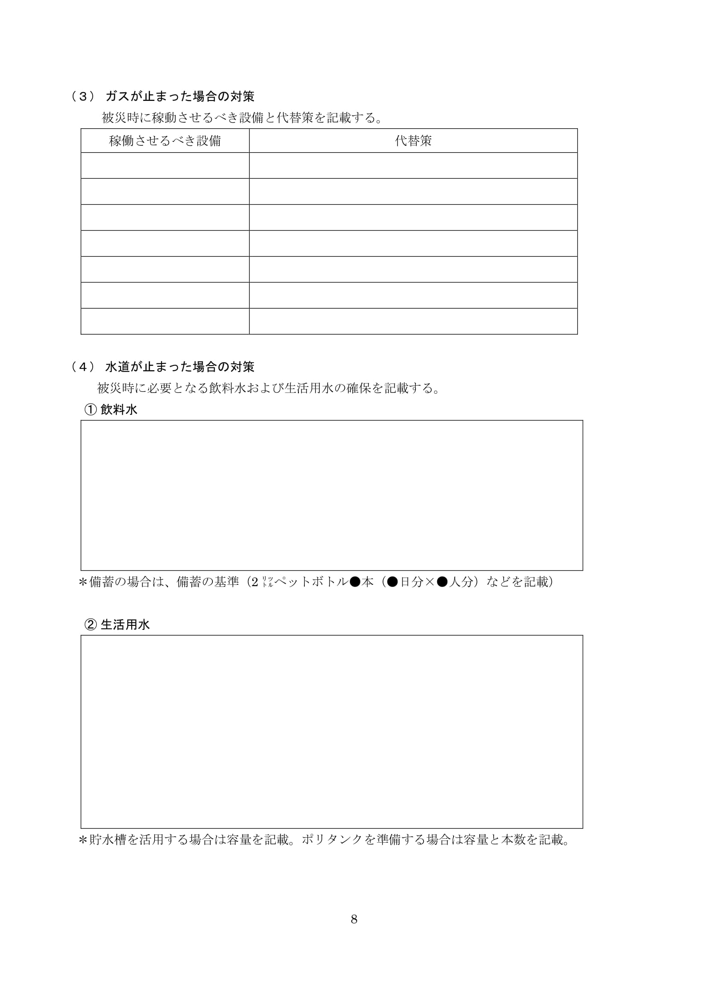 （３） ガスが止まった場合の対策
被災時に稼動させるべき設備と代替策を記載する。
稼働させるべき設備 代替策
（４） 水道が止まった場合の対策
被災時に必要となる飲料水および生活用水の確保を記載する。
① 飲料水
＊備蓄の場合は、備蓄の基準（2㍑ペットボトル●本（●日分×●人分）などを記載）
② 生活用水
＊貯水槽を活用する場合は容量を記載。ポリタンクを準備する場合は容量と本数を記載。
8